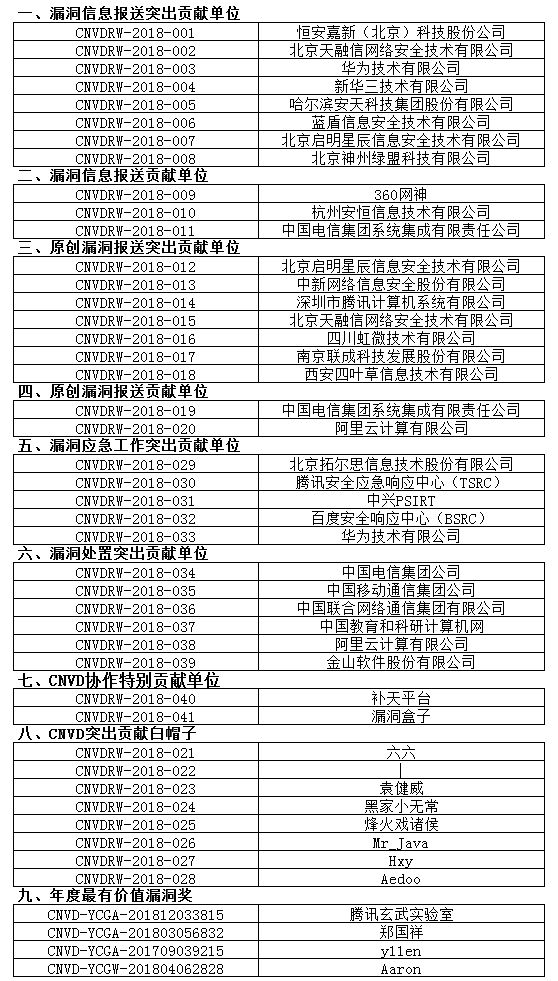 一、漏洞信息报送突出贡献单位
CNVDRW-2018-001 恒安嘉新（北京）科技股份公司
CNVDRW-2018-002 北京天融信网络安全技术有限公司
CNVDRW-2018-003 华为技术有限公司
CNVDRW-2018-004 新华三技术有限公司
CNVDRW-2018-005 哈尔滨安天科技集团股份有限公司
CNVDRW-2018-006 蓝盾信息安全技术有限公司
CNVDRW-2018-007 北京启明星辰信息安全技术有限公司
CNVDRW-2018-008 北京神州绿盟科技有限公司
二、漏洞信息报送贡献单位
CNVDRW-2018-009 360网神
CNVDRW-2018-010 杭州安恒信息技术有限公司
CNVDRW-2018-011 中国电信集团系统集成有限责任公司
三、原创漏洞报送突出贡献单位
CNVDRW-2018-012 北京启明星辰信息安全技术有限公司
CNVDRW-2018-013 中新网络信息安全股份有限公司
CNVDRW-2018-014 深圳市腾讯计算机系统有限公司
CNVDRW-2018-015 北京天融信网络安全技术有限公司
CNVDRW-2018-016 四川虹微技术有限公司
CNVDRW-2018-017 南京联成科技发展股份有限公司
CNVDRW-2018-018 西安四叶草信息技术有限公司
四、原创漏洞报送贡献单位
CNVDRW-2018-019 中国电信集团系统集成有限责任公司
CNVDRW-2018-020 阿里云计算有限公司
五、漏洞应急工作突出贡献单位
CNVDRW-2018-029 北京拓尔思信息技术股份有限公司
CNVDRW-2018-030 腾讯安全应急响应中心（TSRC）
CNVDRW-2018-031 中兴PSIRT
CNVDRW-2018-032 百度安全响应中心（BSRC）
CNVDRW-2018-033 华为技术有限公司
六、漏洞处置突出贡献单位
CNVDRW-2018-034 中国电信集团公司
CNVDRW-2018-035 中国移动通信集团公司
CNVDRW-2018-036 中国联合网络通信集团有限公司
CNVDRW-2018-037 中国教育和科研计算机网
CNVDRW-2018-038 阿里云计算有限公司
CNVDRW-2018-039 金山软件股份有限公司
七、CNVD协作特别贡献单位
CNVDRW-2018-040 补天平台
CNVDRW-2018-041 漏洞盒子
八、CNVD突出贡献白帽子
CNVDRW-2018-021 六六
CNVDRW-2018-022 |
CNVDRW-2018-023 袁健威
CNVDRW-2018-024 黑家小无常
CNVDRW-2018-025 烽火戏诸侯
CNVDRW-2018-026 Mr_Java
CNVDRW-2018-027 Hxy
CNVDRW-2018-028 Aedoo
九、年度最有价值漏洞奖
CNVD-YCGA-201812033815 腾讯玄武实验室
CNVD-YCGA-201803056832 郑国祥
CNVD-YCGA-201709039215 yllen
CNVD-YCGW-201804062828 Aaron